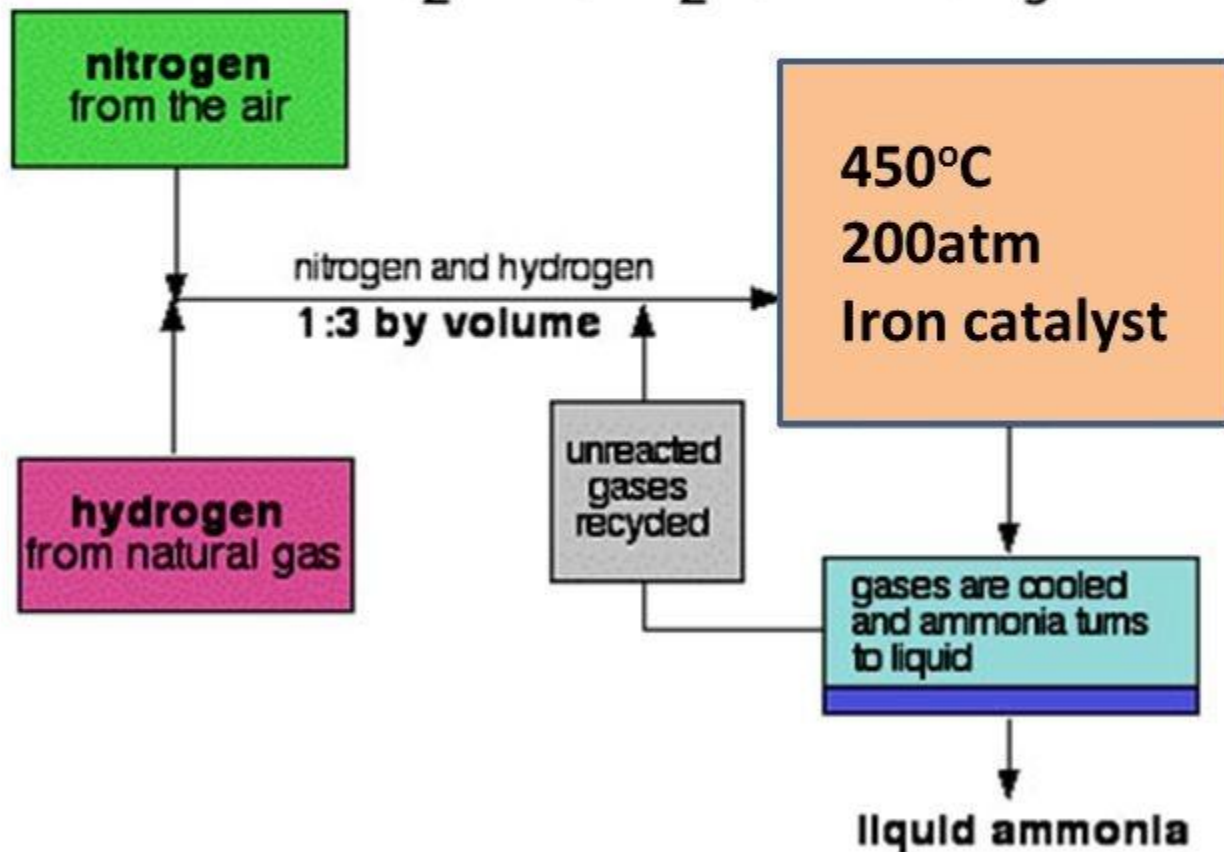 nitrogen
from the air
nitrogen and hydrogen
1:3 by volume
450°C
200atm
Iron catalyst
hydrogen
from natural gas
unreacted
gases
recycled
gases are cooled
and ammonia turns
to liquid
liquid ammonia